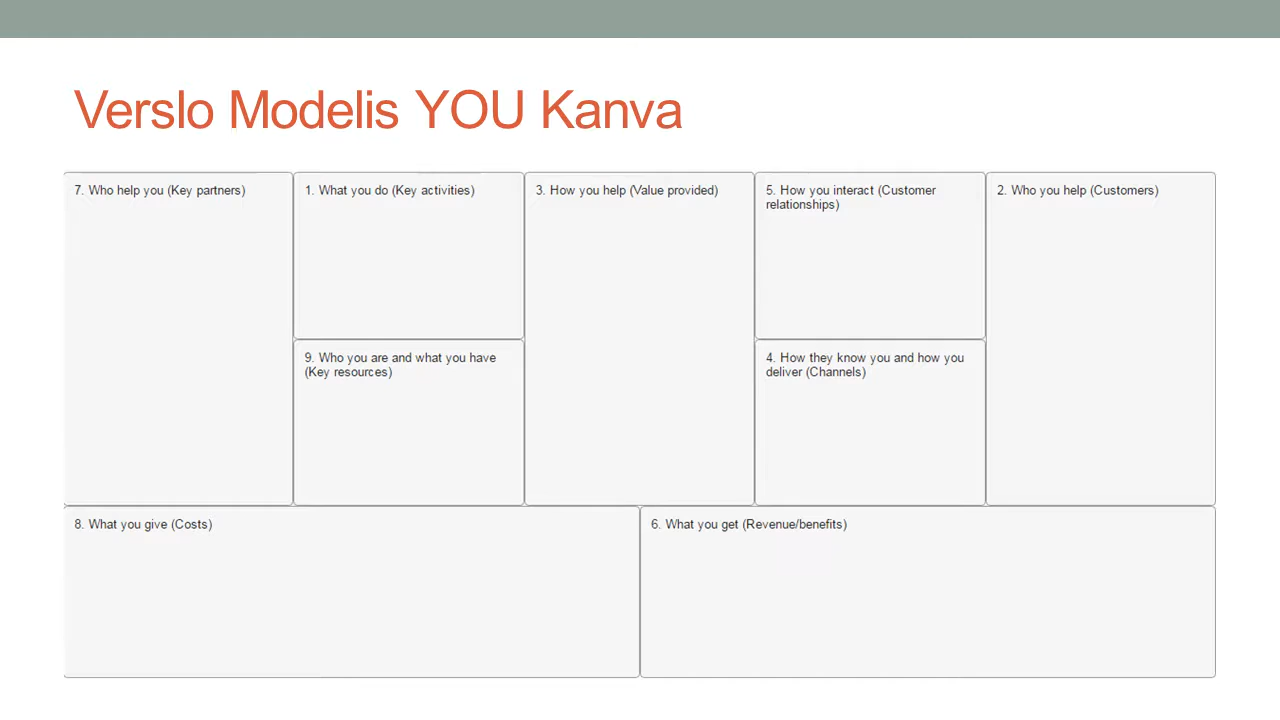 Verslo Modelis YOU Kanva
7. Who help you (Key partners)
1. What you do (Key activities)
3. How you help (Value provided)
5. How you interact (Customer
relationships)
2. Who you help (Customers)
9. Who you are and what you have
(Key resources)
4. How they know you and how you
deliver (Channels)
8. What you give (Costs)
6. What you get (Revenue/benefits)